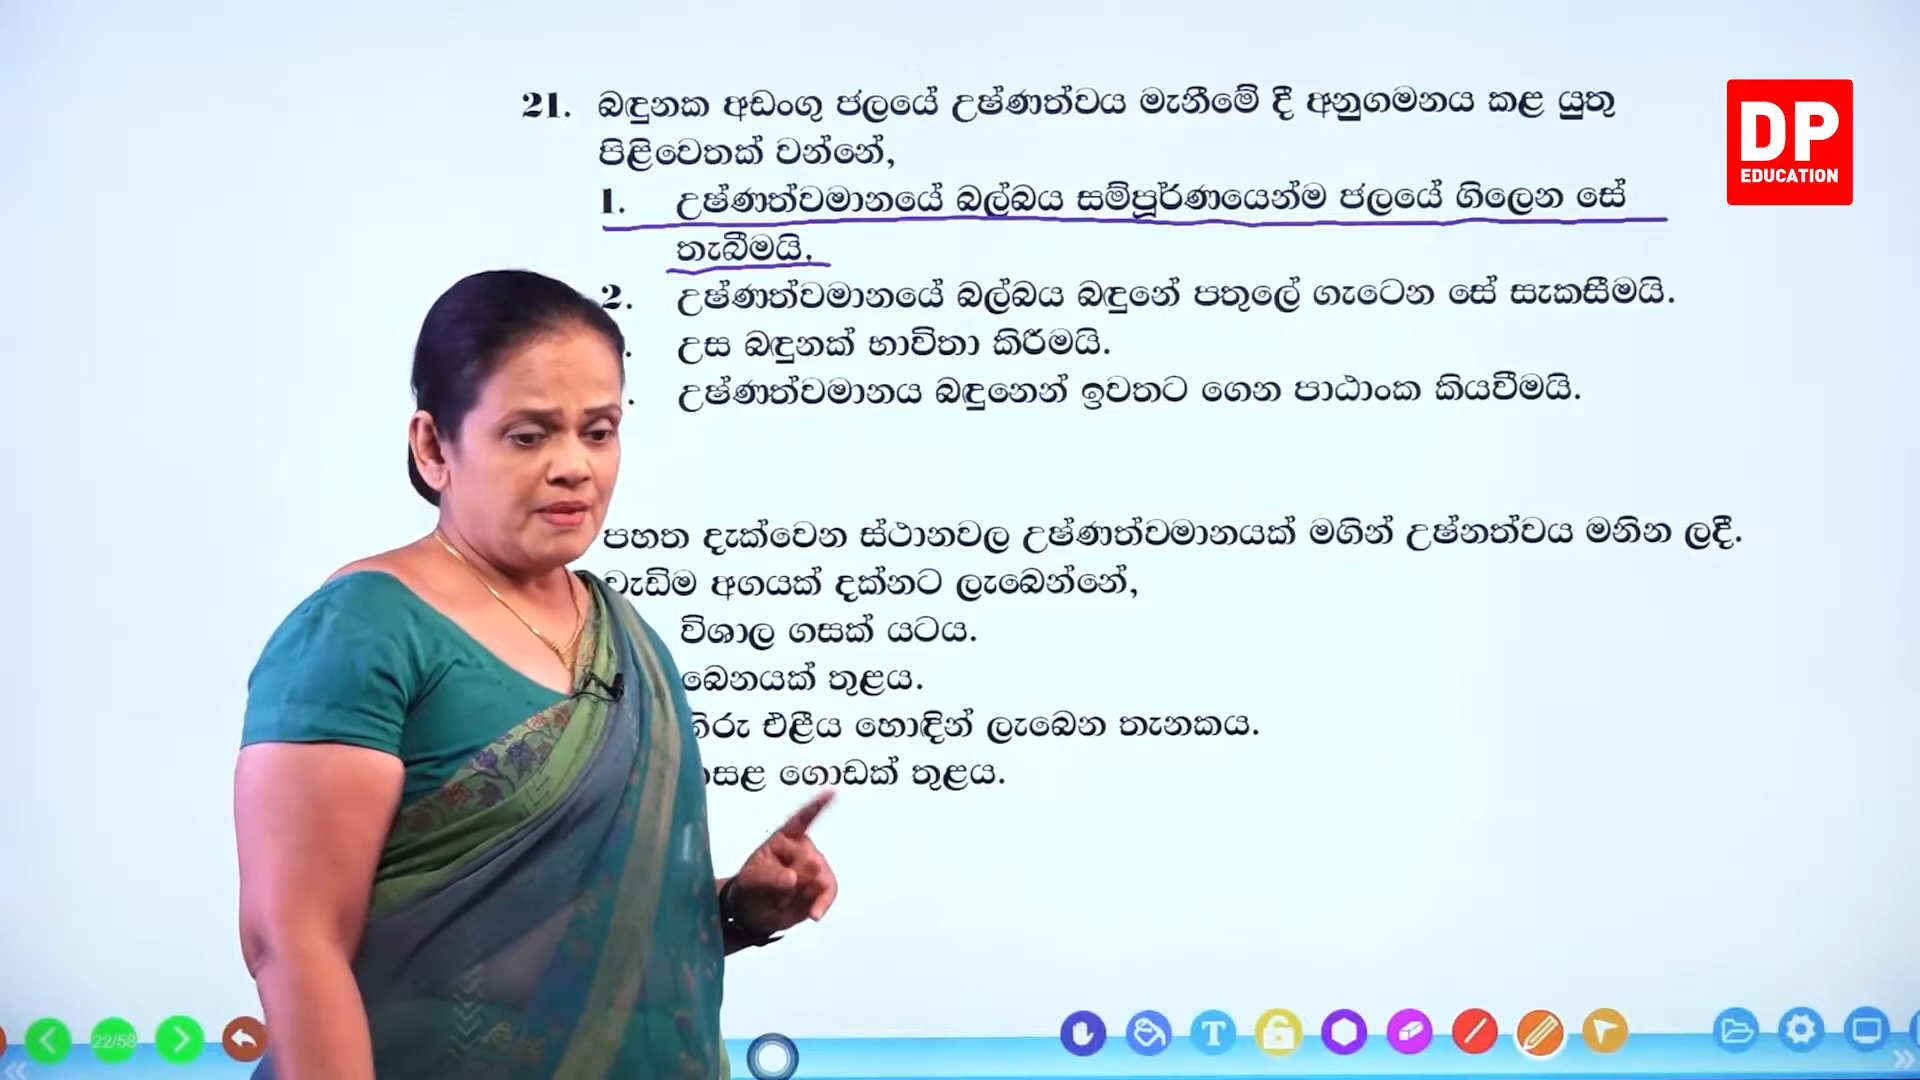 21. බඳුනක අඩංගු ජලයේ උෂ්ණත්වය මැනීමේ දී අනුගමනය කළ යුතු
පිළිවෙතක් වන්නේ,
1. උෂ්ණත්වමානයේ බල්බය සම්පූර්ණයෙන්ම ජලයේ ගිලෙන සේ
තැබීමයි.
2. උෂ්ණත්වමානයේ බල්බය බඳුනේ පතුලේ ගැටෙන සේ සැකසීමයි.
උස බඳුනක් භාවිතා කිරීමයි.
උෂ්ණත්වමානය බඳුනෙන් ඉවතට ගෙන පාඨාංක කියවීමයි.
පහත දැක්වෙන ස්ථානවල උෂ්ණත්වමානයක් මගින් උෂ්නත්වය මනින ලදී.
වැඩිම අගයක් දක්නට ලැබෙන්නේ,
විශාල ගසක් යටය.
බෙනයක් තුළය.
හිරු එළිය හොඳින් ලැබෙන තැනකය.
ගොඩක් තුළය.
DP
EDUCATION
22/58
T